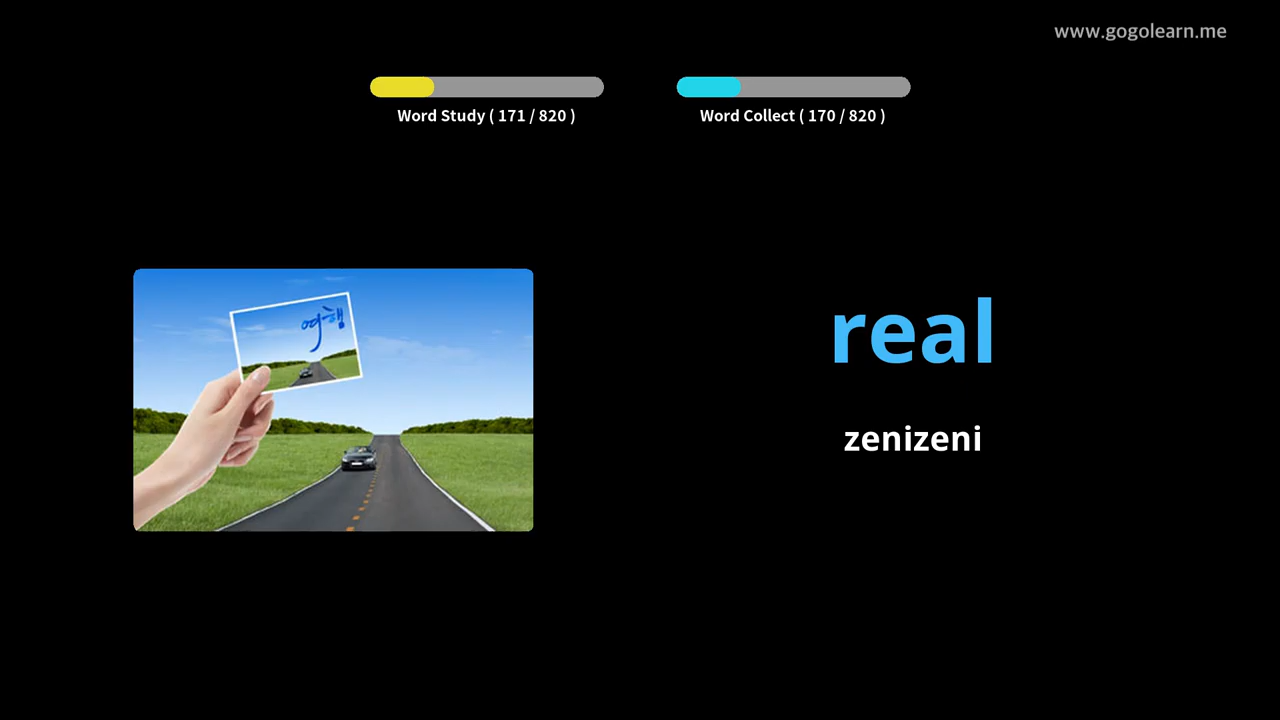 www.gogolearn.me
Word Study ( 171 / 820 )
Word Collect ( 170 / 820 )
여행
real
zenizeni